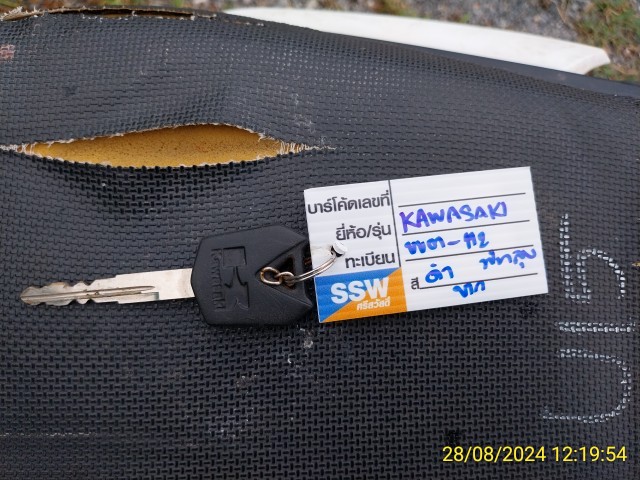 บาร์โค้ดเลขที่
ยี่ห้อ/รุ่น KAWASAKI
ทะเบียน
สี ดำ
SSW
ศรีสวัสดิ์
515
28/08/2024 12:19:54